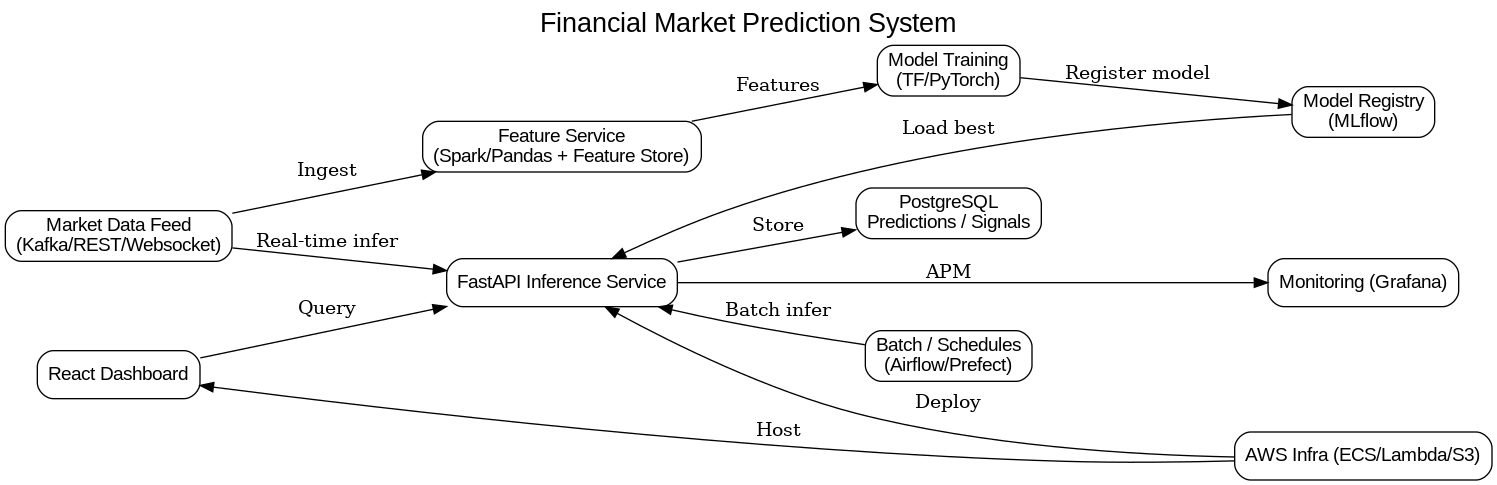 Financial Market Prediction System
Model Training
(TF/PyTorch)
Register model
Features
Model Registry
(MLflow)
Load best
Feature Service
(Spark/Pandas + Feature Store)
Ingest
PostgreSQL
Predictions / Signals
Market Data Feed
(Kafka/REST/Websocket)
Store
Real-time infer
APM
FastAPI Inference Service
Monitoring (Grafana)
Query
Batch infer
Batch / Schedules
(Airflow/Prefect)
React Dashboard
Deploy
Host
AWS Infra (ECS/Lambda/S3)